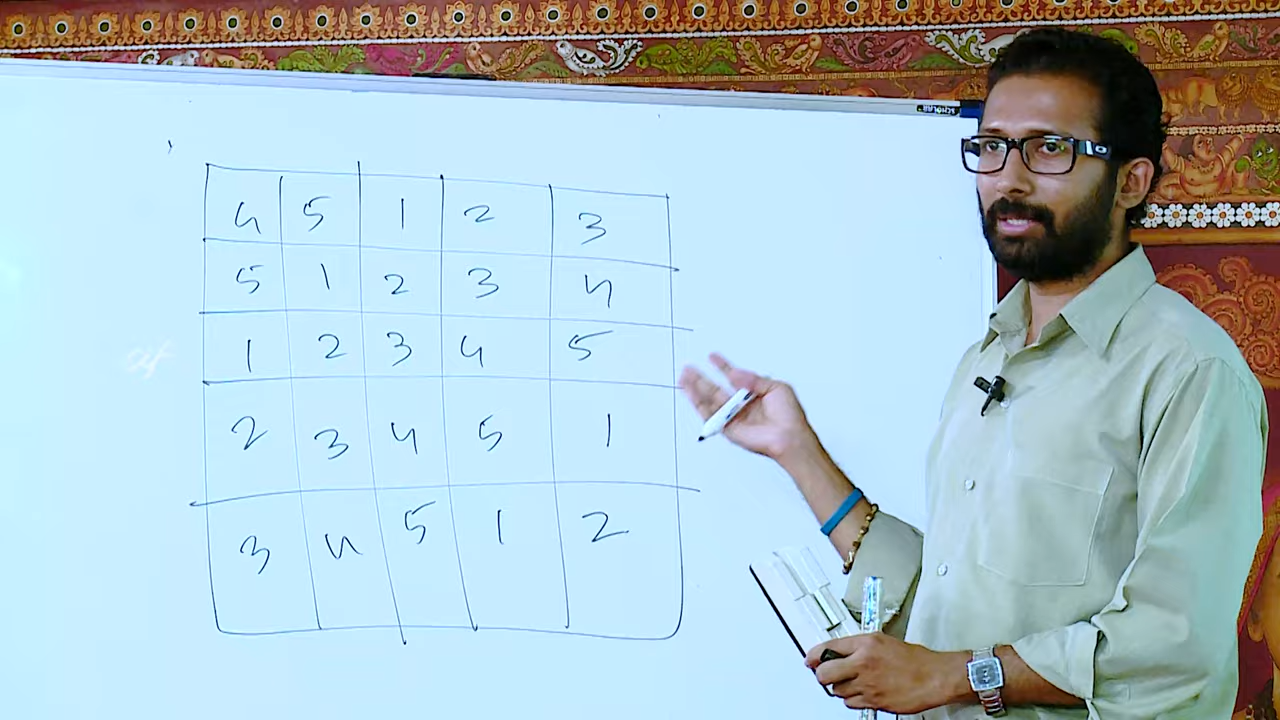 4 5 1 2 3
5 1 2 3 4
1 2 3 4 5
2 3 4 5 1
3 4 5 1 2